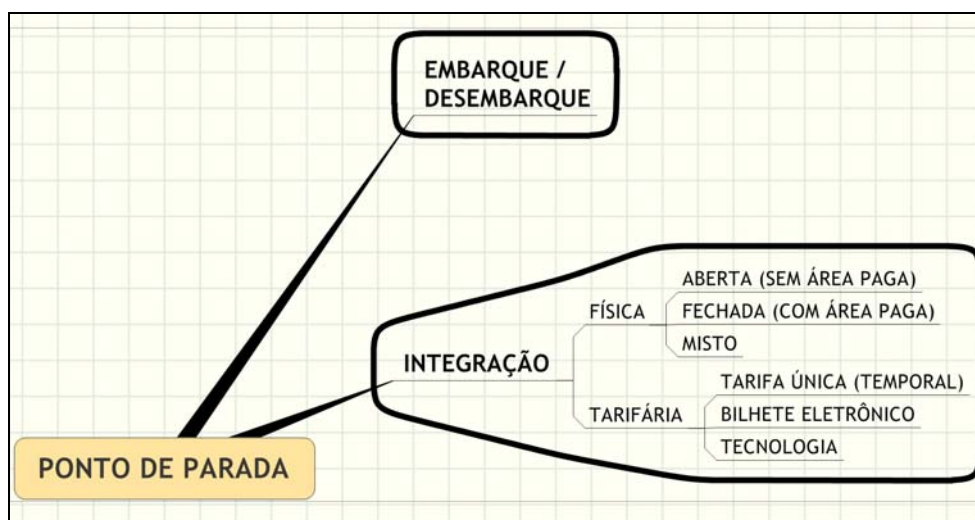 EMBARQUE /
DESEMBARQUE
ABERTA (SEM ÁREA PAGA)
FÍSICA
FECHADA (COM ÁREA PAGA)
MISTO
INTEGRAÇÃO
TARIFA ÚNICA (TEMPORAL)
TARIFÁRIA
BILHETE ELETRÔNICO
TECNOLOGIA
PONTO DE PARADA